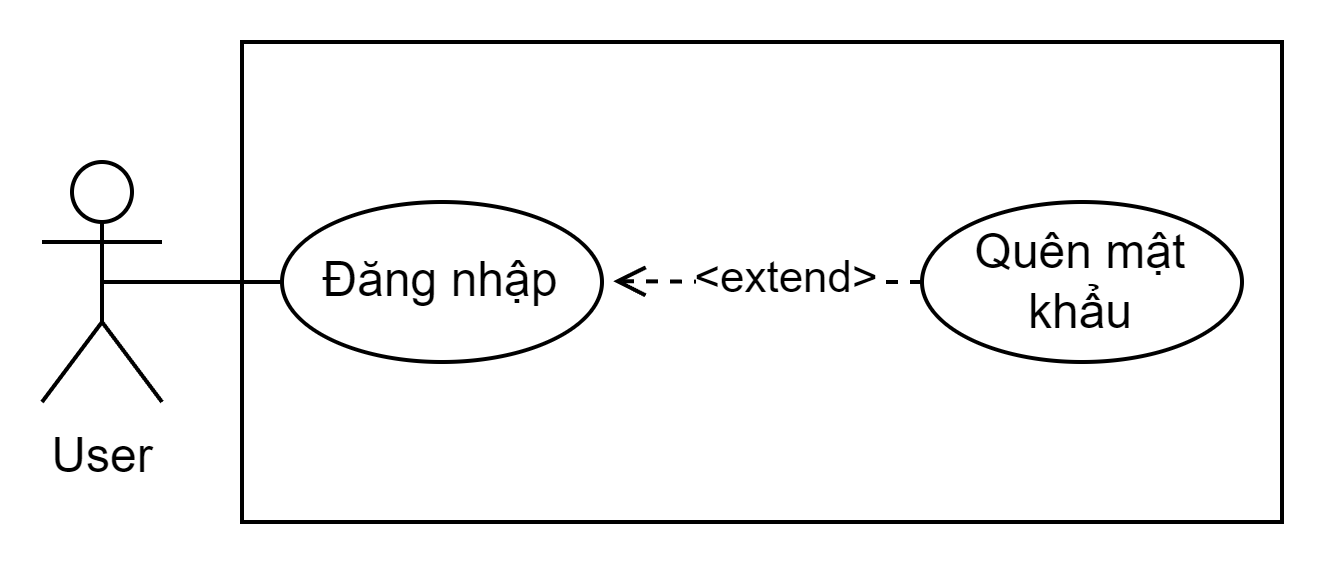 Đăng nhập
<extend>
Quên mật
khẩu
User